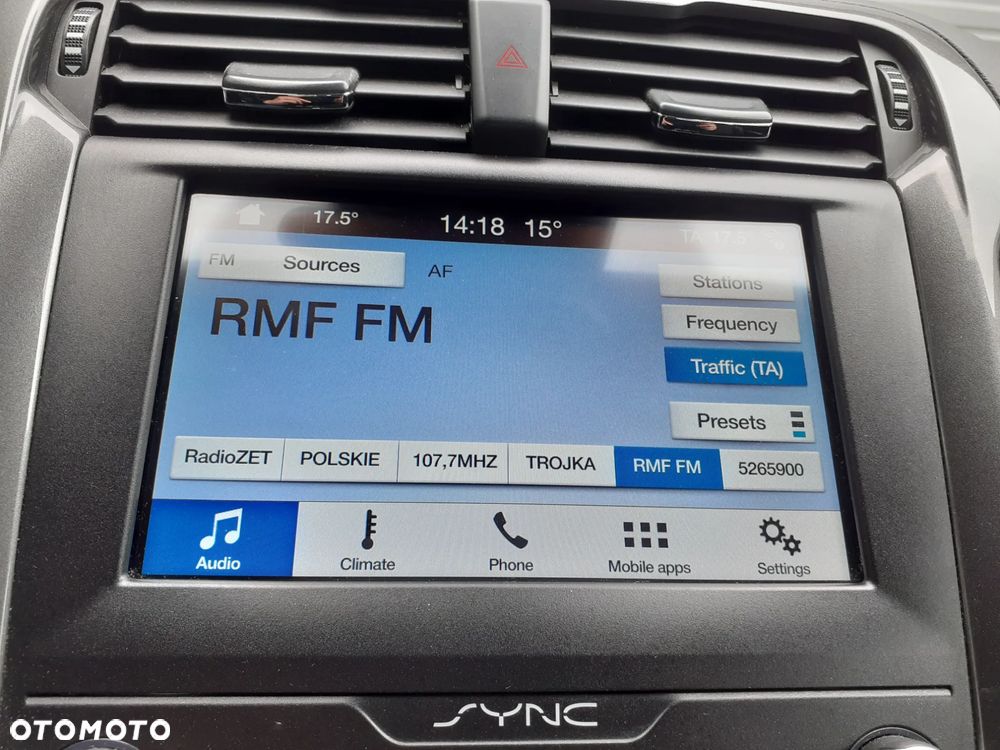 17.5° 14:18 15° TA 17.5°
FM Sources AF Stations
RMF FM
Frequency
Traffic (TA)
Presets
RadioZET POLSKIE 107,7MHZ TROJKA RMF FM 5265900
Audio Climate Phone Mobile apps Settings
SYNC
OTOMOTO